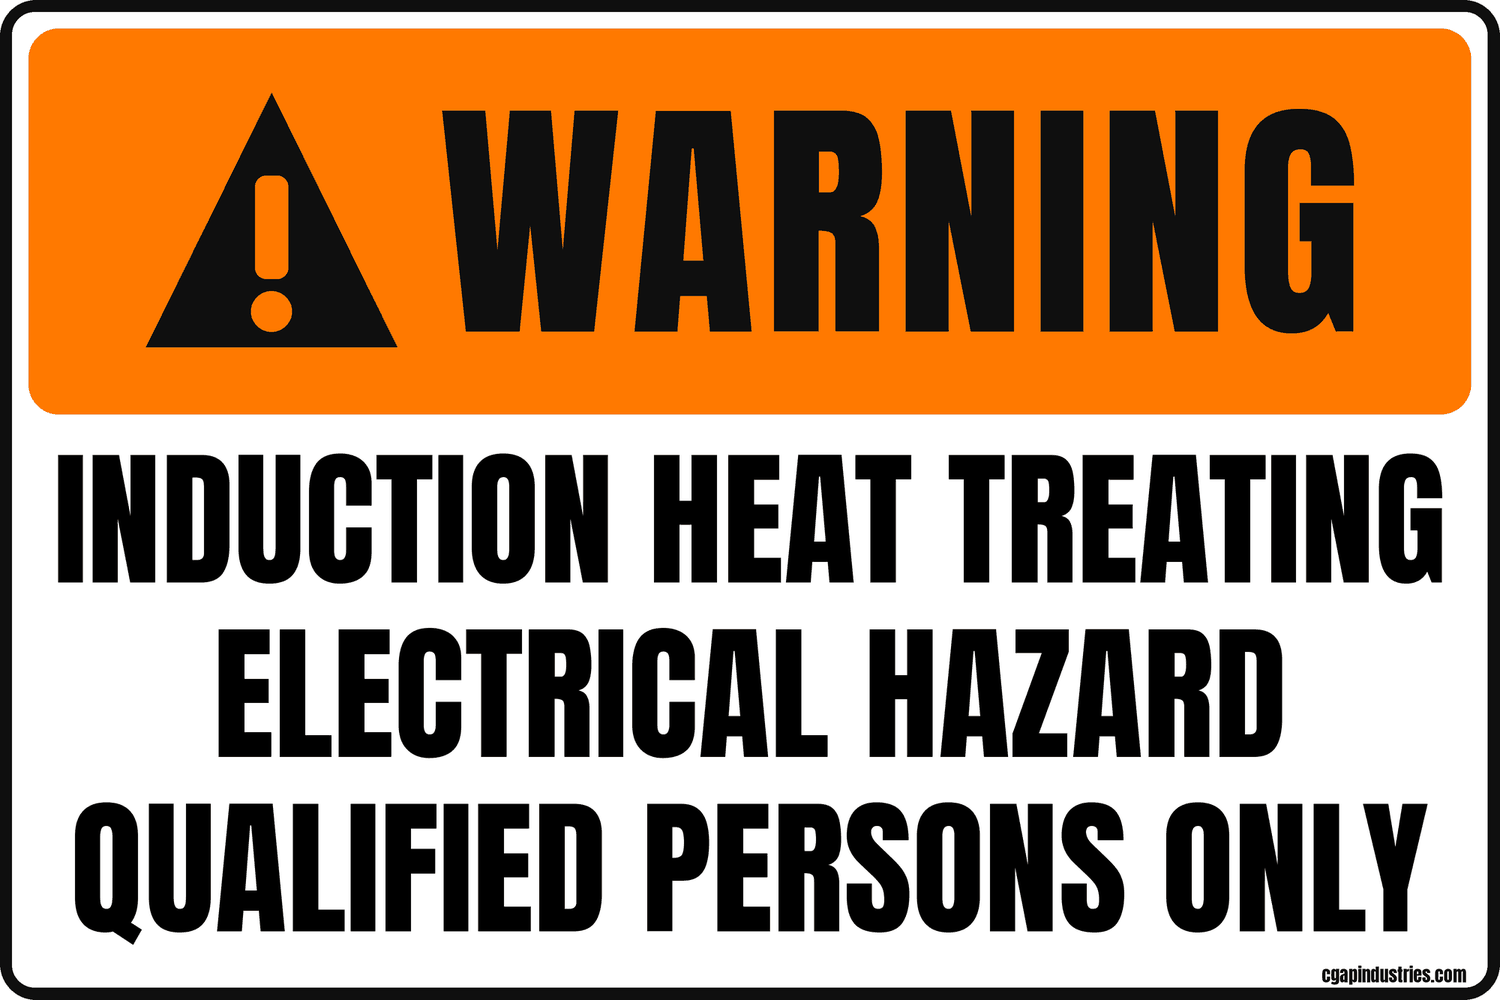 WARNING
INDUCTION HEAT TREATING
ELECTRICAL HAZARD
QUALIFIED PERSONS ONLY
cgapindustries.com